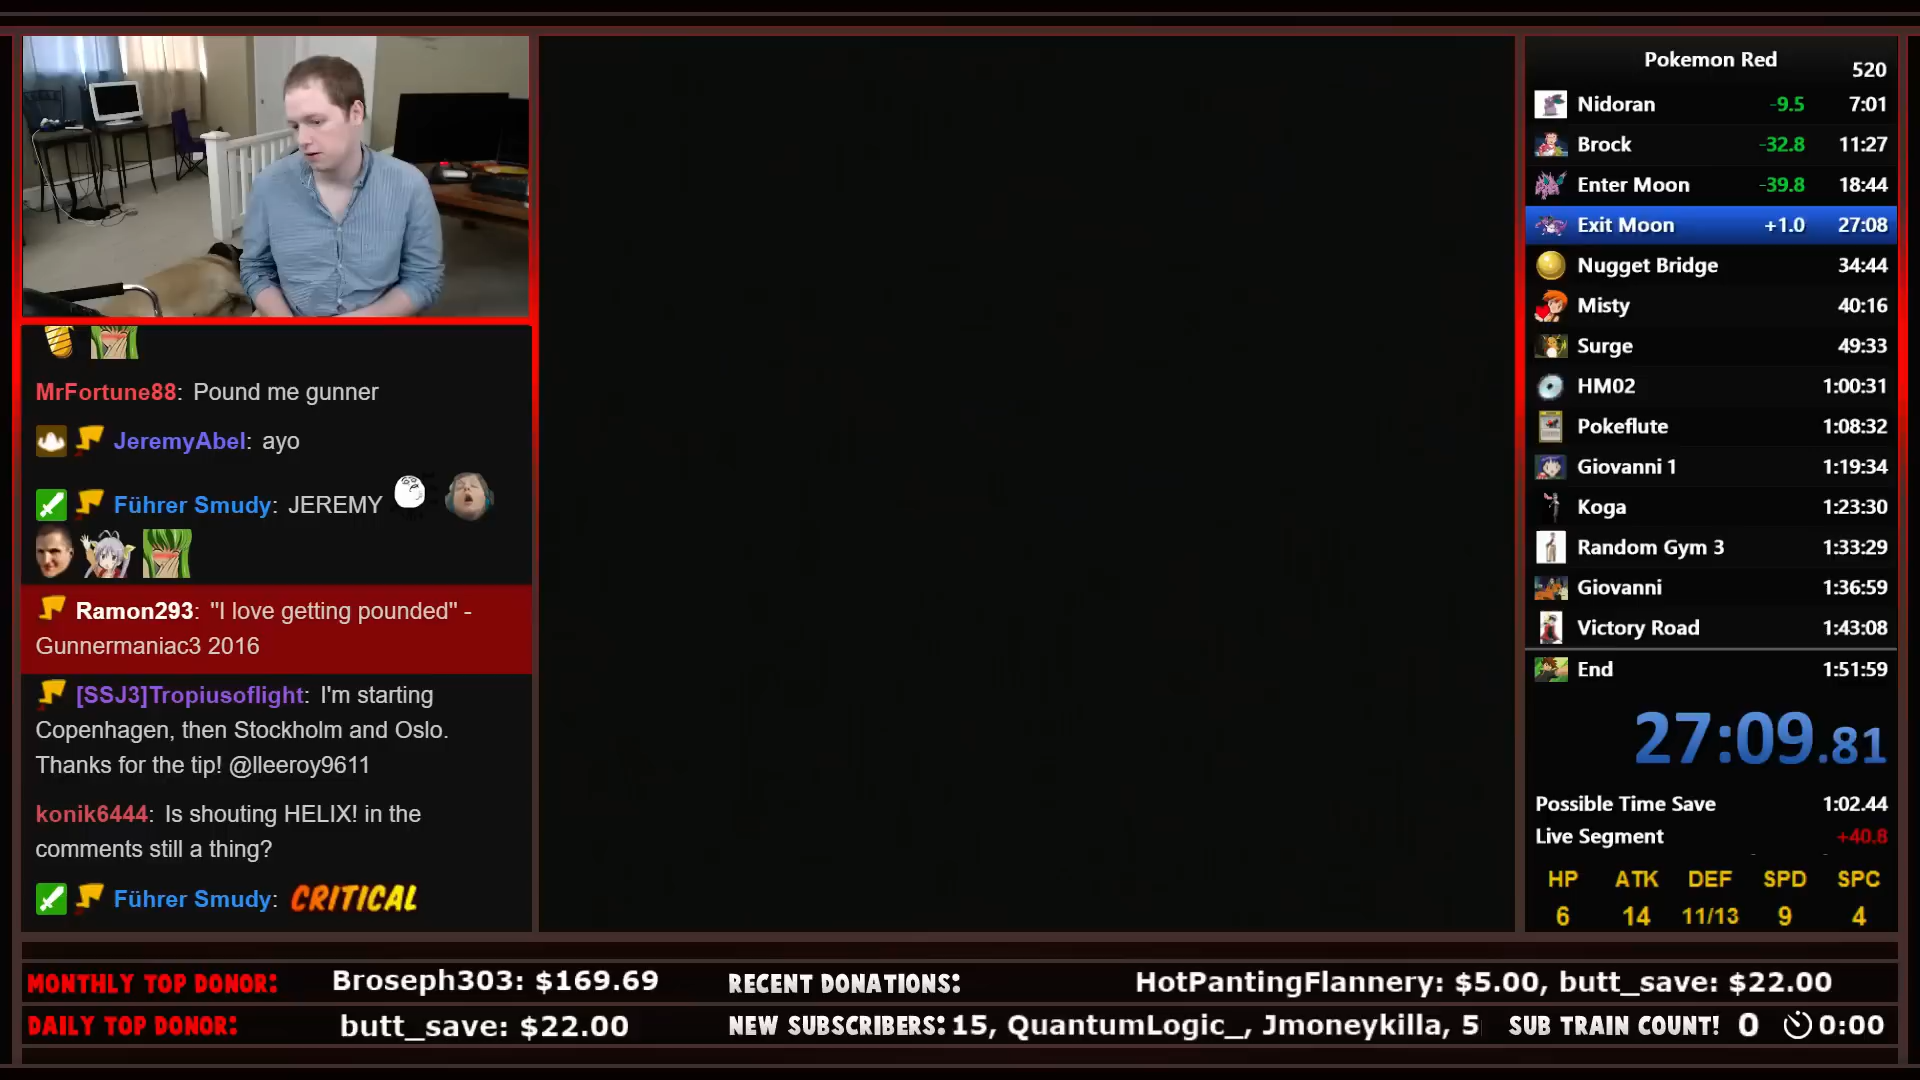 MrFortune88: Pound me gunner
JeremyAbel: ayo
Führer Smudy: JEREMY
Ramon293: "I love getting pounded" -
Gunnermaniac3 2016
[SSJ3]Tropiusoflight: I'm starting
Copenhagen, then Stockholm and Oslo.
Thanks for the tip! @lleeroy9611
konik6444: Is shouting HELIX! in the
comments still a thing?
Führer Smudy: CRITICAL
Pokemon Red
520
Nidoran -9.5 7:01
Brock -32.8 11:27
Enter Moon -39.8 18:44
Exit Moon +1.0 27:08
Nugget Bridge 34:44
Misty 40:16
Surge 49:33
HM02 1:00:31
Pokeflute 1:08:32
Giovanni 1 1:19:34
Koga 1:23:30
Random Gym 3 1:33:29
Giovanni 1:36:59
Victory Road 1:43:08
End 1:51:59
27:09.81
Possible Time Save 1:02.44
Live Segment +40.8
HP ATK DEF SPD SPC
6 14 11/13 9 4
MONTHLY TOP DONOR: Broseph303: $169.69 RECENT DONATIONS: HotPantingFlannery: $5.00, butt_save: $22.00
DAILY TOP DONOR: butt_save: $22.00 NEW SUBSCRIBERS: 15, QuantumLogic_, Jmoneykilla, 5 SUB TRAIN COUNT! 0 0:00